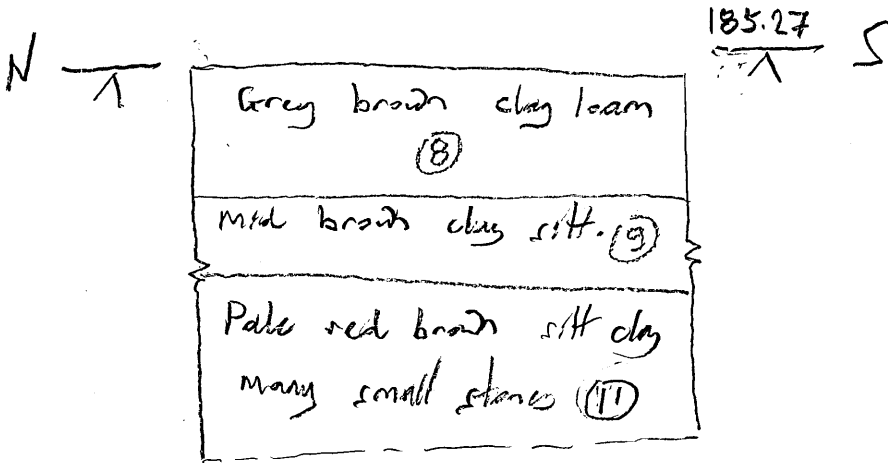 N 185.27 S
Grey brown clay loam
8
Mid brown clay silt. 9
Pale red brown silt clay
many small stones 11